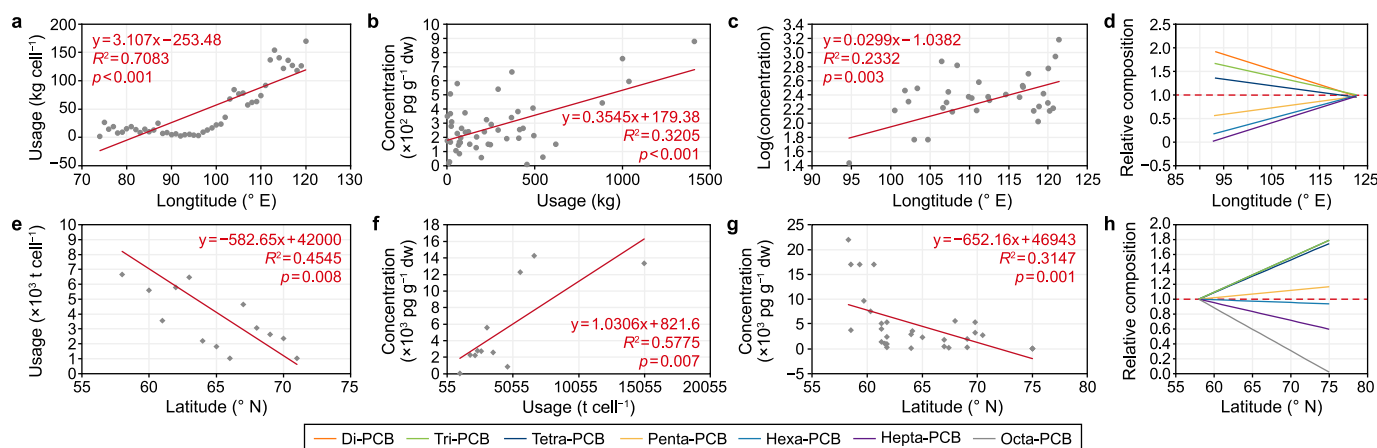 a
y=3.107x−253.48
R²=0.7083
p<0.001
Usage (kg cell⁻¹)
200
150
100
50
0
−50
70 80 90 100 110 120 130
Longtitude (° E)
b
Concentration
(×10² pg g⁻¹ dw)
10
9
8
7
6
5
4
3
2
1
0
y=0.3545x+179.38
R²=0.3205
p<0.001
0 500 1000 1500
Usage (kg)
c
y=0.0299x−1.0382
R²=0.2332
p=0.003
Log(concentration)
3.4
3.2
3.0
2.8
2.6
2.4
2.2
2.0
1.8
1.6
1.4
90 95 100 105 110 115 120 125
Longtitude (° E)
d
Relative composition
2.5
2.0
1.5
1.0
0.5
0
−0.5
85 95 105 115 125
Longtitude (° E)
e
y=−582.65x+42000
R²=0.4545
p=0.008
Usage (×10³ t cell⁻¹)
10
9
8
7
6
5
4
3
2
1
55 60 65 70 75
Latitude (° N)
f
Concentration
(×10³ pg g⁻¹ dw)
18
16
14
12
10
8
6
4
2
0
y=1.0306x+821.6
R²=0.5775
p=0.007
55 5055 10055 15055 20055
Usage (t cell⁻¹)
g
y=−652.16x+46943
R²=0.3147
p=0.001
Concentration
(×10³ pg g⁻¹ dw)
25
20
15
10
5
0
−5
55 60 65 70 75 80
Latitude (° N)
h
Relative composition
2.0
1.8
1.6
1.4
1.2
1.0
0.8
0.6
0.4
0.2
0.0
55 65 75
Latitude (° N)
Di-PCB Tri-PCB Tetra-PCB Penta-PCB Hexa-PCB Hepta-PCB Octa-PCB